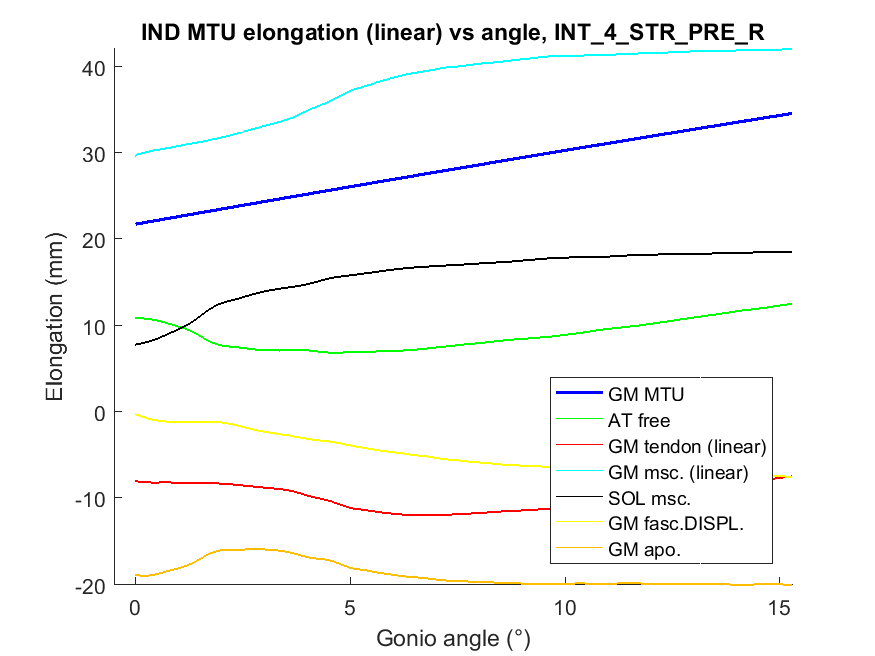 IND MTU elongation (linear) vs angle, INT_4_STR_PRE_R
40
30
20
10
0
-10
-20
Elongation (mm)
0 5 10 15
Gonio angle (°)
GM MTU
AT free
GM tendon (linear)
GM msc. (linear)
SOL msc.
GM fasc.DISPL.
GM apo.